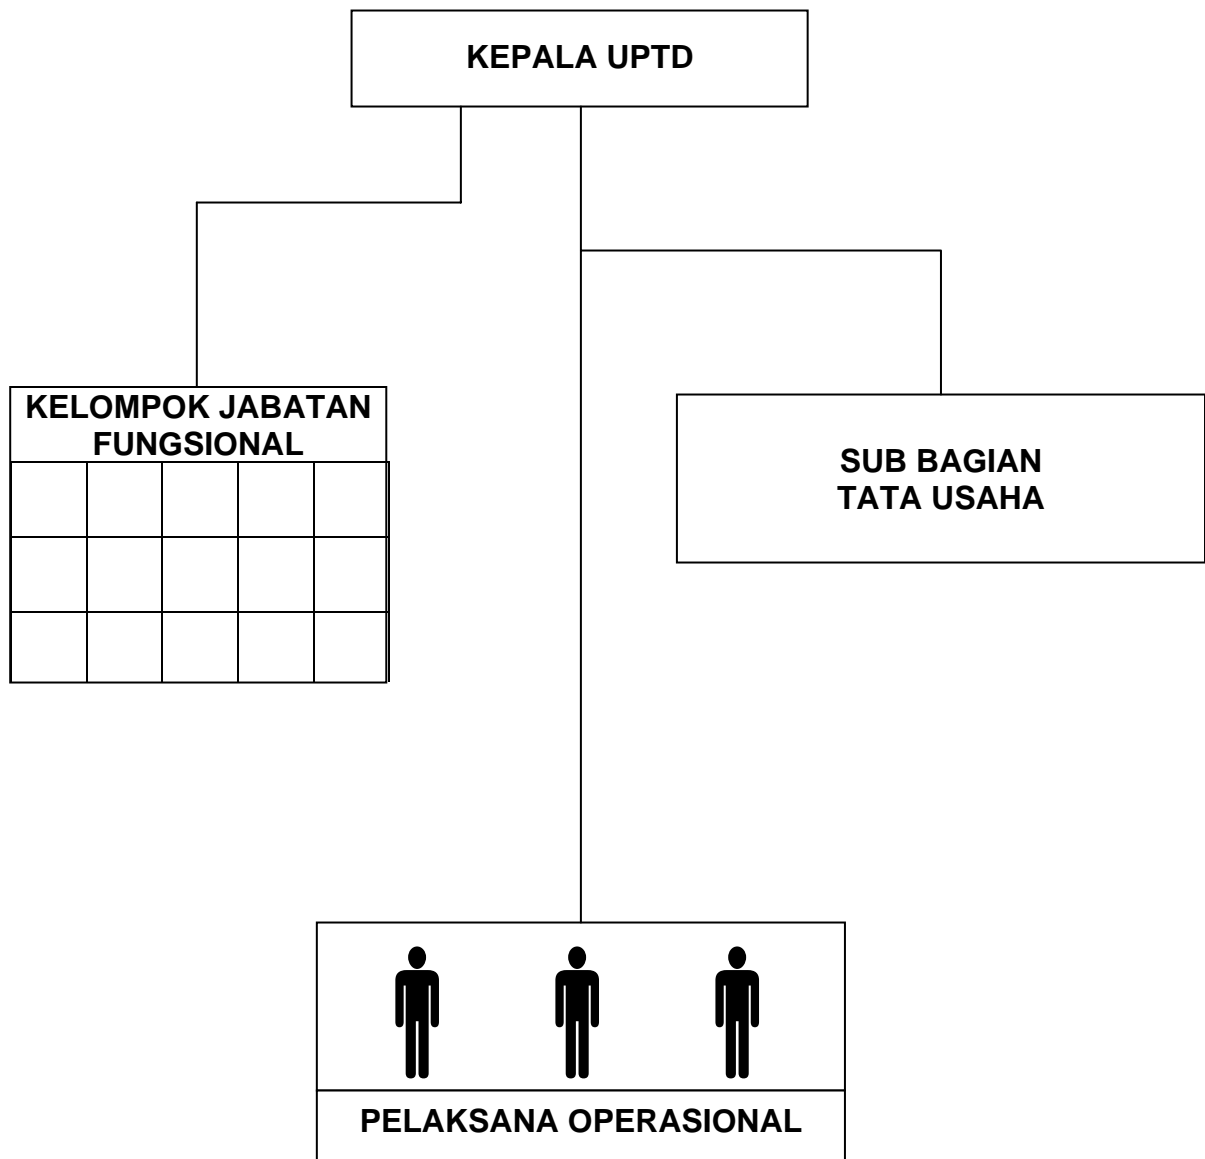 KEPALA UPTD
KELOMPOK JABATAN
FUNGSIONAL
SUB BAGIAN
TATA USAHA
PELAKSANA OPERASIONAL